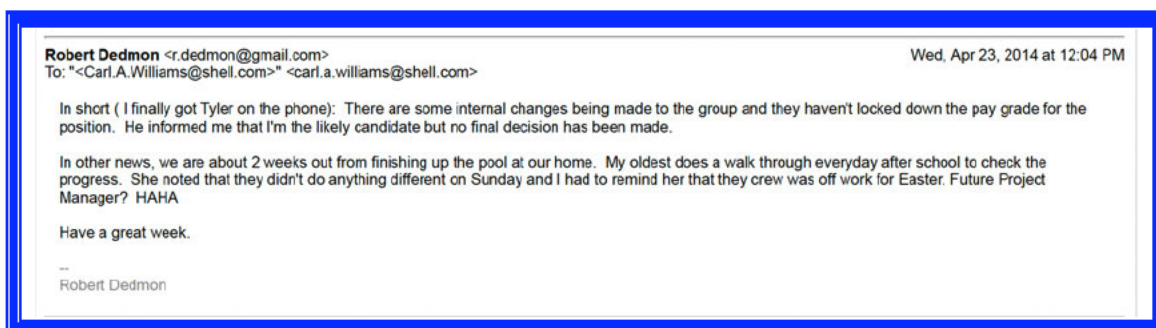 Robert Dedmon <r.dedmon@gmail.com> Wed, Apr 23, 2014 at 12:04 PM
To: "<Carl.A.Williams@shell.com>" <carl.a.williams@shell.com>
In short ( I finally got Tyler on the phone): There are some internal changes being made to the group and they haven't locked down the pay grade for the
position. He informed me that I'm the likely candidate but no final decision has been made.
In other news, we are about 2 weeks out from finishing up the pool at our home. My oldest does a walk through everyday after school to check the
progress. She noted that they didn't do anything different on Sunday and I had to remind her that they crew was off work for Easter. Future Project
Manager? HAHA
Have a great week.
--
Robert Dedmon